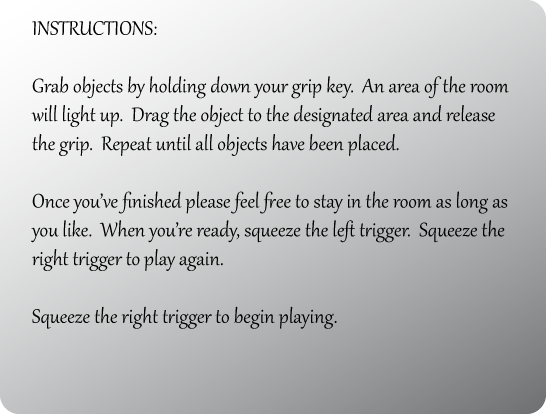 INSTRUCTIONS:
Grab objects by holding down your grip key.  An area of the room
will light up.  Drag the object to the designated area and release
the grip.  Repeat until all objects have been placed.
Once you’ve finished please feel free to stay in the room as long as
you like.  When you’re ready, squeeze the left trigger.  Squeeze the
right trigger to play again.
Squeeze the right trigger to begin playing.